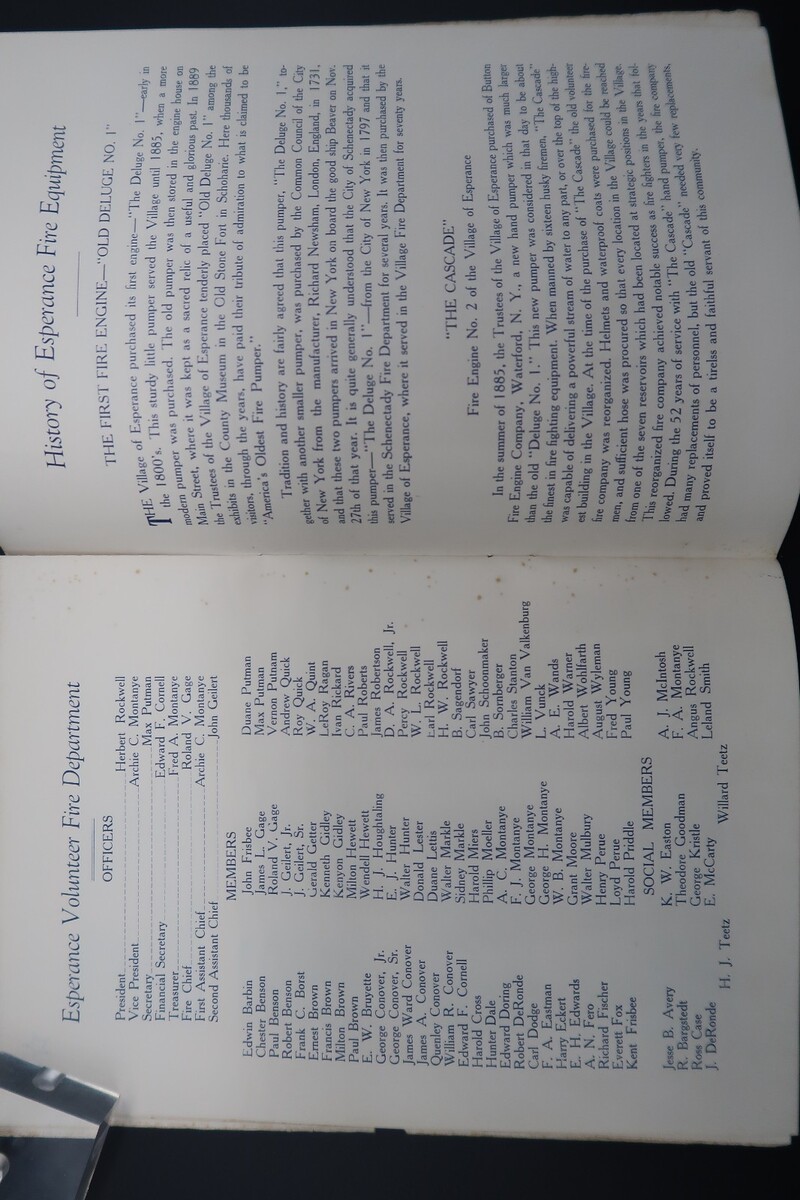 Esperance Volunteer Fire Department
OFFICERS
President Herbert Rockwell
Vice President Archie C. Montanye
Secretary Max Putman
Financial Secretary Edward F. Cornell
Treasurer Fred A. Montanye
Fire Chief Roland V. Gage
First Assistant Chief Archie C. Montanye
Second Assistant Chief John Geilert
MEMBERS
Edwin Barbin
Chester Benson
Paul Benson
Robert Benson
Frank C. Borst
Ernest Brown
Francis Brown
Milton Brown
Paul Brown
E. W. Bruyette
George Conover, Jr.
George Conover, Sr.
James Ward Conover
James A. Conover
Quenley Conover
William R. Conover
Edward F. Cornell
Harold Cross
Hunter Dale
Edward Doring
Robert DeRonde
Carl Dodge
F. A. Eastman
Harry Eckert
E. H. Edwards
A. N. Fero
Richard Fischer
Everett Fox
Kent Frisbee
John Frisbee
James L. Gage
Roland V. Gage
J. Geilert, Jr.
J. Geilert, Sr.
Gerald Getter
Kenneth Gidley
Kenyon Gidley
Milton Hewett
Wendell Hewett
H. J. Houghtaling
E. J. Hunter
Walter Hunter
Donald Lester
Duane Lettis
Walter Markle
Sidney Markle
Harold Miers
Phillip Moeller
A. C. Montanye
F. J. Montanye
George Montanye
George H. Montanye
W. B. Montanye
Grant Moore
Walter Mulbury
Henry Perue
Loyd Perue
Harold Priddle
Duane Putman
Max Putman
Vernon Putnam
Andrew Quick
Roy Quick
W. A. Quint
LeRoy Ragan
Ivan Rickard
C. A. Rivers
Paul Roberts
James Robertson
D. A. Rockwell, Jr.
Percy Rockwell
W. L. Rockwell
Earl Rockwell
H. W. Rockwell
B. Sagendorf
Carl Sawyer
John Schoonmaker
B. Sornberger
Charles Stanton
William Van Valkenburg
L. Vunck
A. E. Wands
Harold Warner
Albert Wohlfarth
August Wyleman
Fred Young
Paul Young
SOCIAL MEMBERS
Jesse B. Avery
R. Bargstedt
Ross Case
J. DeRonde
K. W. Easton
Theodore Goodman
George Kristle
E. McCarty
A. J. McIntosh
F. A. Montanye
Angus Rockwell
Leland Smith
H. J. Teetz Willard Teetz
History of Esperance Fire Equipment
THE FIRST FIRE ENGINE—"OLD DELUGE NO. 1"
THE Village of Esperance purchased its first engine—"The Deluge No. 1"—early in
the 1800's. This sturdy little pumper served the Village until 1885, when a more
modern pumper was purchased. The old pumper was then stored in the engine house on
Main Street, where it was kept as a sacred relic of a useful and glorious past. In 1889
the Trustees of the Village of Esperance tenderly placed "Old Deluge No. 1" among the
exhibits in the County Museum in the Old Stone Fort in Schoharie. Here thousands of
visitors, through the years, have paid their tribute of admiration to what is claimed to be
"America's Oldest Fire Pumper."
Tradition and history are fairly agreed that this pumper, "The Deluge No. 1," to-
gether with another smaller pumper, was purchased by the Common Council of the City
of New York from the manufacturer, Richard Newsham, London, England, in 1731,
and that these two pumpers arrived in New York on board the good ship Beaver on Nov.
27th of that year. It is quite generally understood that the City of Schenectady acquired
this pumper—"The Deluge No. 1"—from the City of New York in 1797 and that it
served in the Schenectady Fire Department for several years. It was then purchased by the
Village of Esperance, where it served in the Village Fire Department for seventy years.
"THE CASCADE"
Fire Engine No. 2 of the Village of Esperance
In the summer of 1885, the Trustees of the Village of Esperance purchased of Button
Fire Engine Company, Waterford, N. Y., a new hand pumper which was much larger
than the old "Deluge No. 1." This new pumper was considered in that day to be about
the finest in fire fighting equipment. When manned by sixteen husky firemen, "The Cascade"
was capable of delivering a powerful stream of water to any part, or over the top of the high-
est building in the Village. At the time of the purchase of "The Cascade" the old volunteer
fire company was reorganized. Helmets and waterproof coats were purchased for the fire-
men, and sufficient hose was procured so that every location in the Village could be reached
from one of the seven reservoirs which had been located at strategic positions in the Village.
This reorganized fire company achieved notable success as fire fighters in the years that fol-
lowed. During the 52 years of service with "The Cascade" hand pumper, the fire company
had many replacements of personnel, but the old "Cascade" needed very few replacements,
and proved itself to be a tirelss and faithful servant of this community.